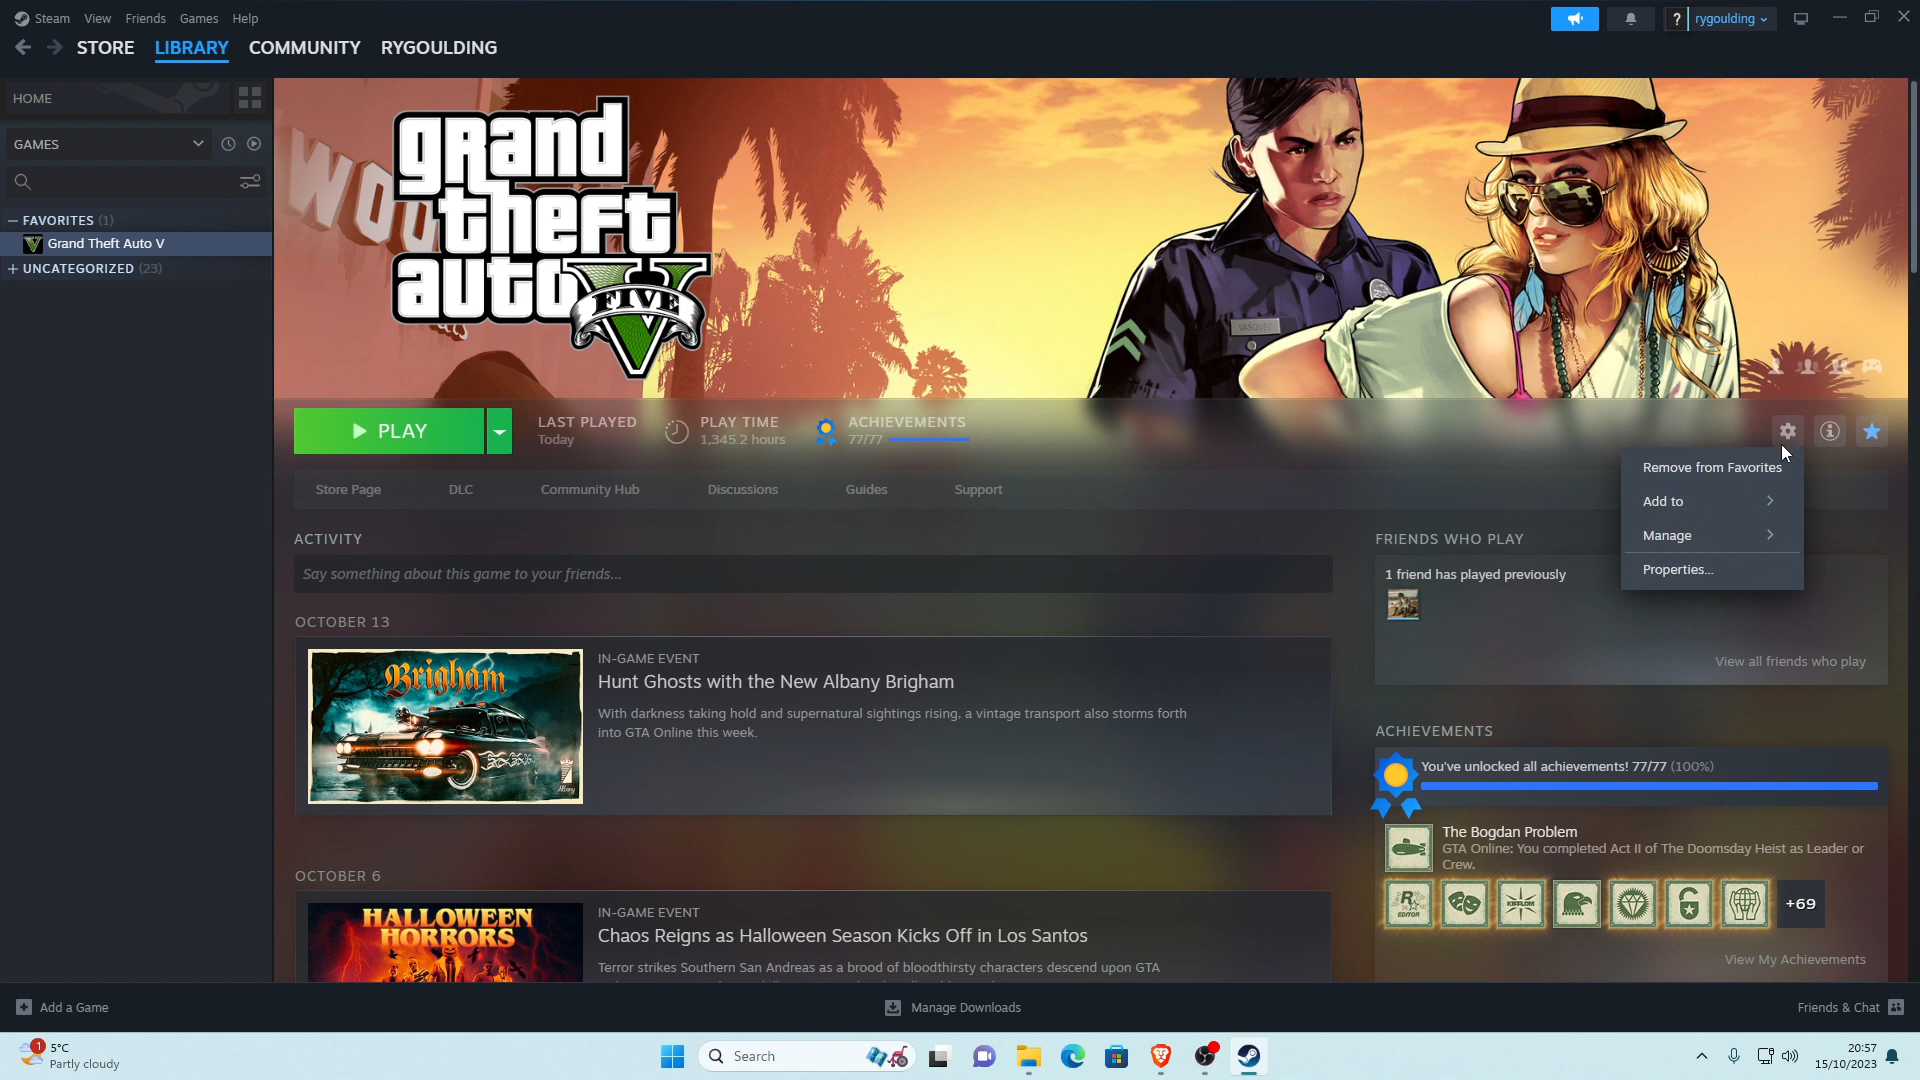 Steam View Friends Games Help
? rygoulding
STORE LIBRARY COMMUNITY RYGOULDING
HOME
GAMES
FAVORITES (1)
Grand Theft Auto V
UNCATEGORIZED (23)
grand
theft
auto
FIVE
VASQUEZ
PLAY
LAST PLAYED
Today
PLAY TIME
1,345.2 hours
ACHIEVEMENTS
77/77
Store Page DLC Community Hub Discussions Guides Support
Remove from Favorites
Add to
Manage
Properties...
ACTIVITY
Say something about this game to your friends...
OCTOBER 13
Brigham
Albany
IN-GAME EVENT
Hunt Ghosts with the New Albany Brigham
With darkness taking hold and supernatural sightings rising, a vintage transport also storms forth
into GTA Online this week.
OCTOBER 6
HALLOWEEN
HORRORS
IN-GAME EVENT
Chaos Reigns as Halloween Season Kicks Off in Los Santos
Terror strikes Southern San Andreas as a brood of bloodthirsty characters descend upon GTA
FRIENDS WHO PLAY
1 friend has played previously
View all friends who play
ACHIEVEMENTS
You've unlocked all achievements! 77/77 (100%)
The Bogdan Problem
GTA Online: You completed Act II of The Doomsday Heist as Leader or
Crew.
R
EDITOR
KIFFLOM
+69
View My Achievements
Add a Game
Manage Downloads
Friends & Chat
1
5°C
Partly cloudy
Search
20:57
15/10/2023